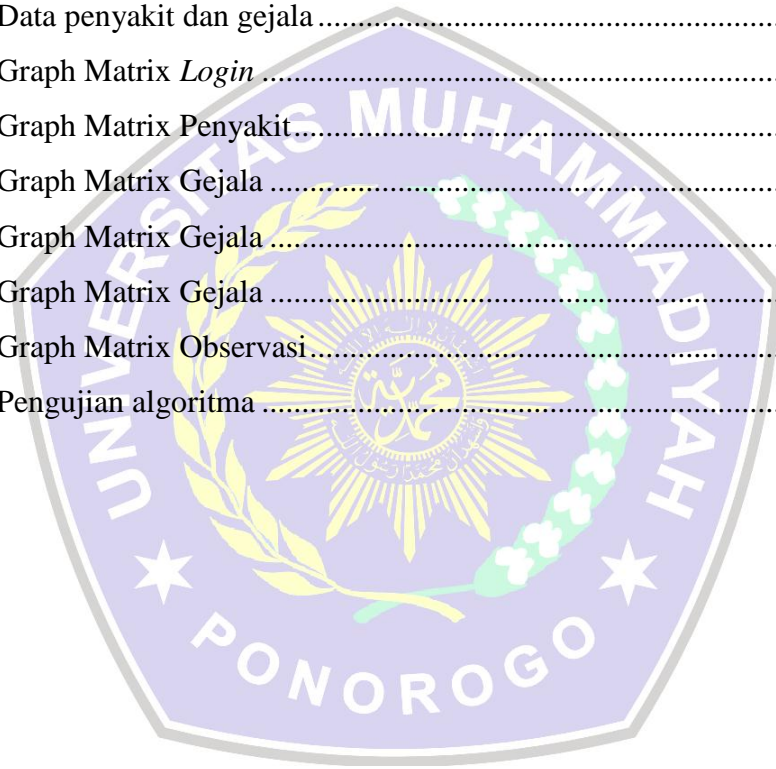 Data penyakit dan gejala ................................................................
Graph Matrix Login ................................................................
Graph Matrix Penyakit................................................................
Graph Matrix Gejala ................................................................
Graph Matrix Gejala ................................................................
Graph Matrix Gejala ................................................................
Graph Matrix Observasi................................................................
Pengujian algoritma ................................................................
UNIVERSITAS MUHAMMADIYAH
PONOROGO